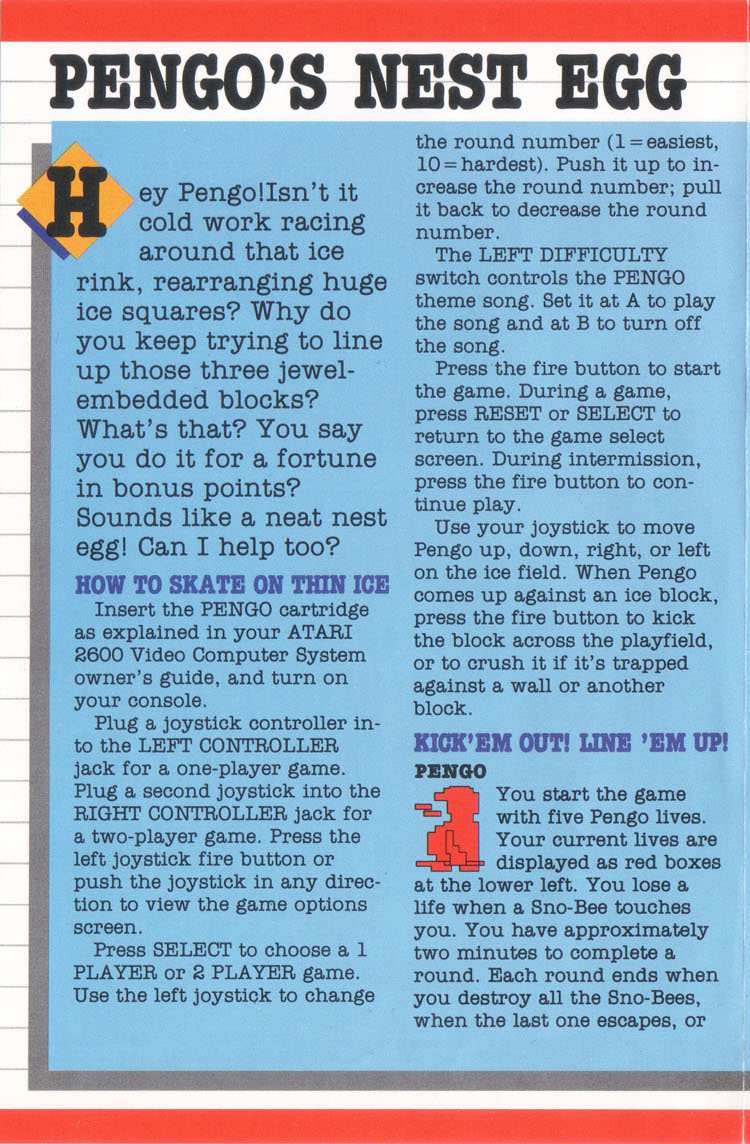 PENGO'S NEST EGG
Hey Pengo!Isn't it
cold work racing
around that ice
rink, rearranging huge
ice squares? Why do
you keep trying to line
up those three jewel-
embedded blocks?
What's that? You say
you do it for a fortune
in bonus points?
Sounds like a neat nest
egg! Can I help too?
HOW TO SKATE ON THIN ICE
Insert the PENGO cartridge
as explained in your ATARI
2600 Video Computer System
owner's guide, and turn on
your console.
Plug a joystick controller in-
to the LEFT CONTROLLER
jack for a one-player game.
Plug a second joystick into the
RIGHT CONTROLLER jack for
a two-player game. Press the
left joystick fire button or
push the joystick in any direc-
tion to view the game options
screen.
Press SELECT to choose a 1
PLAYER or 2 PLAYER game.
Use the left joystick to change
the round number (1=easiest,
10=hardest). Push it up to in-
crease the round number; pull
it back to decrease the round
number.
The LEFT DIFFICULTY
switch controls the PENGO
theme song. Set it at A to play
the song and at B to turn off
the song.
Press the fire button to start
the game. During a game,
press RESET or SELECT to
return to the game select
screen. During intermission,
press the fire button to con-
tinue play.
Use your joystick to move
Pengo up, down, right, or left
on the ice field. When Pengo
comes up against an ice block,
press the fire button to kick
the block across the playfield,
or to crush it if it's trapped
against a wall or another
block.
KICK'EM OUT! LINE 'EM UP!
PENGO
You start the game
with five Pengo lives.
Your current lives are
displayed as red boxes
at the lower left. You lose a
life when a Sno-Bee touches
you. You have approximately
two minutes to complete a
round. Each round ends when
you destroy all the Sno-Bees,
when the last one escapes, or